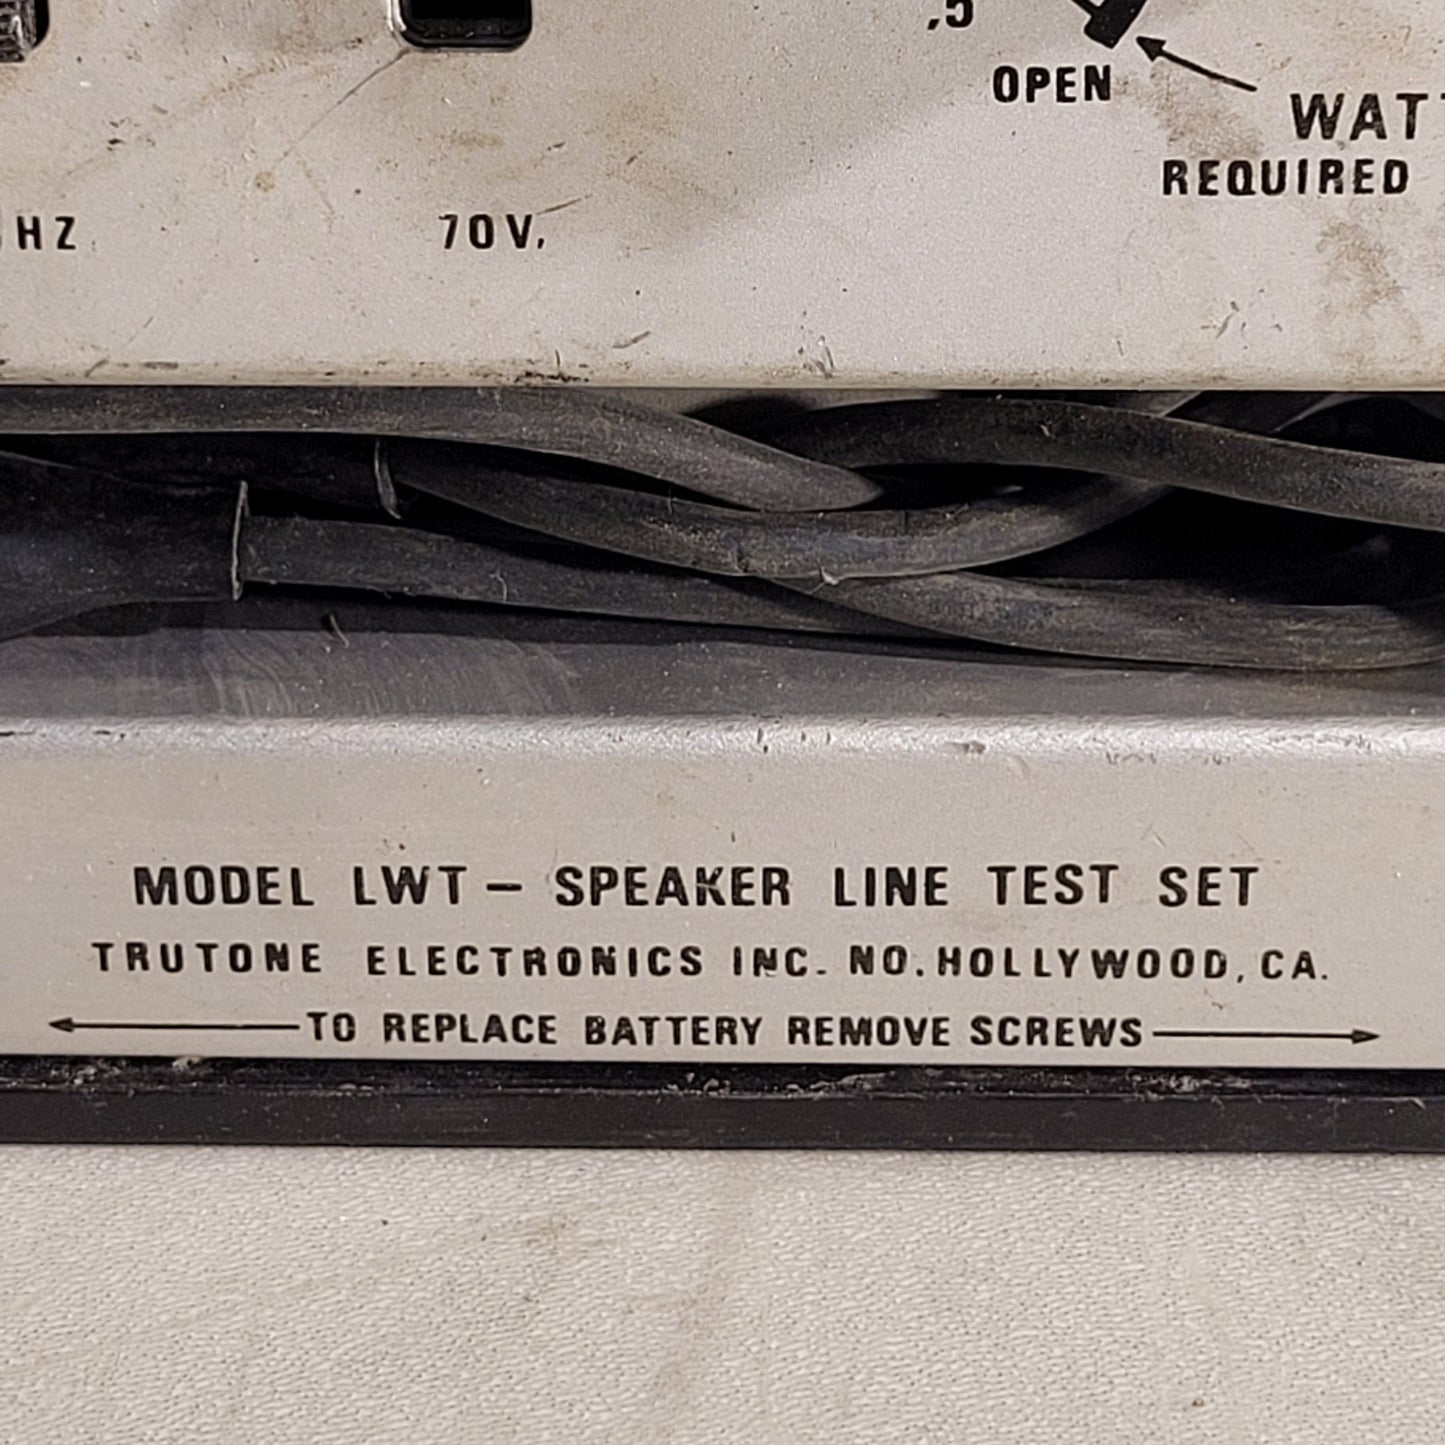 .5
OPEN
REQUIRED
HZ
70V.
MODEL LWT – SPEAKER LINE TEST SET
TRUTONE ELECTRONICS INC. NO. HOLLYWOOD, CA.
TO REPLACE BATTERY REMOVE SCREWS